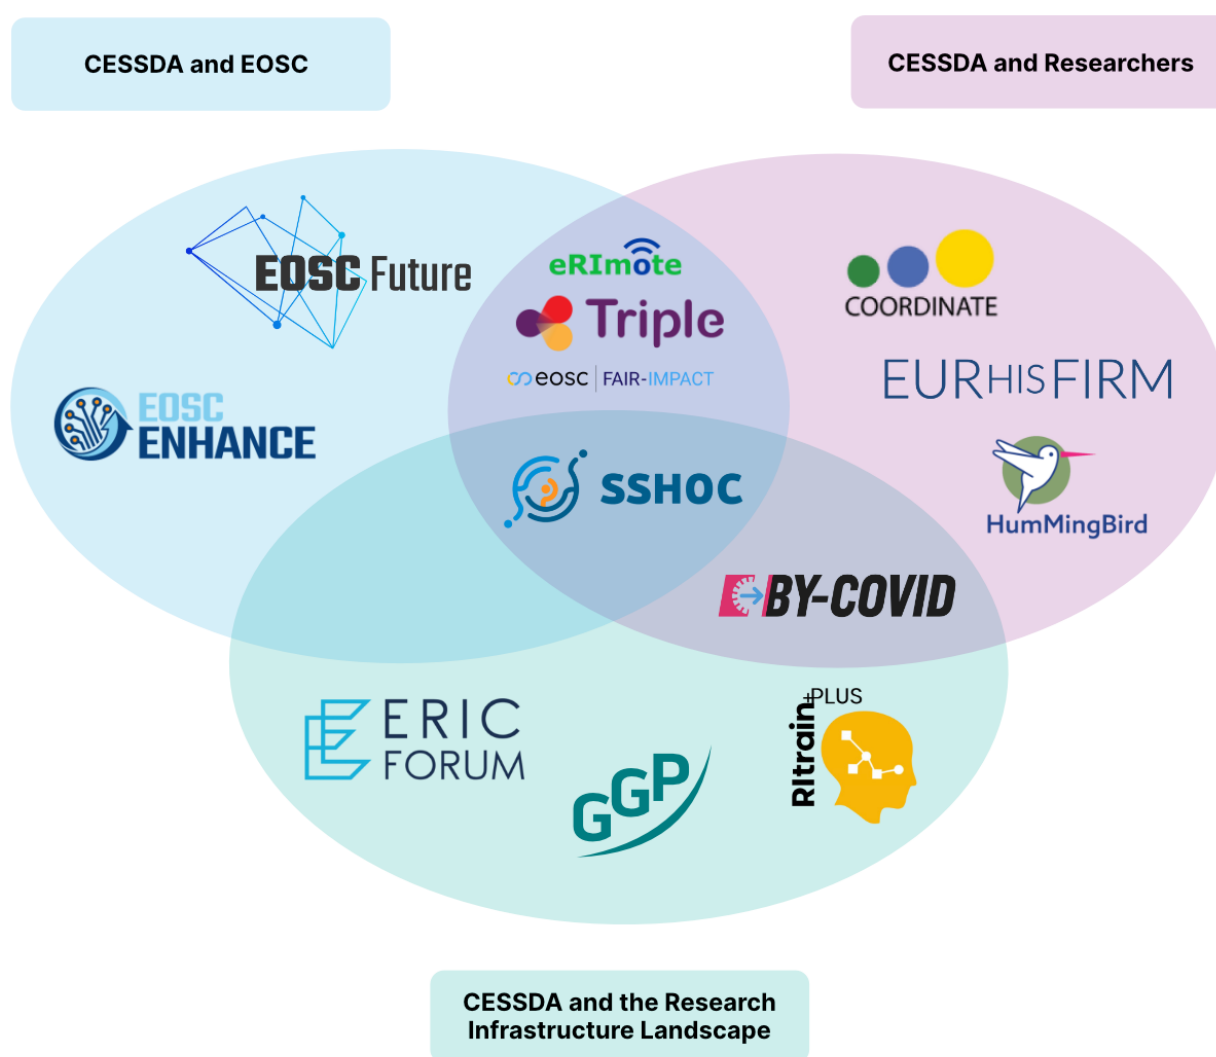 CESSDA and EOSC
CESSDA and Researchers
EOSC Future
eRImote
COORDINATE
Triple
EURHISFIRM
eosc FAIR-IMPACT
EOSC
ENHANCE
SSHOC
HumMingBird
BY-COVID
ERIC
FORUM
GGP
RItrain
+PLUS
CESSDA and the Research
Infrastructure Landscape